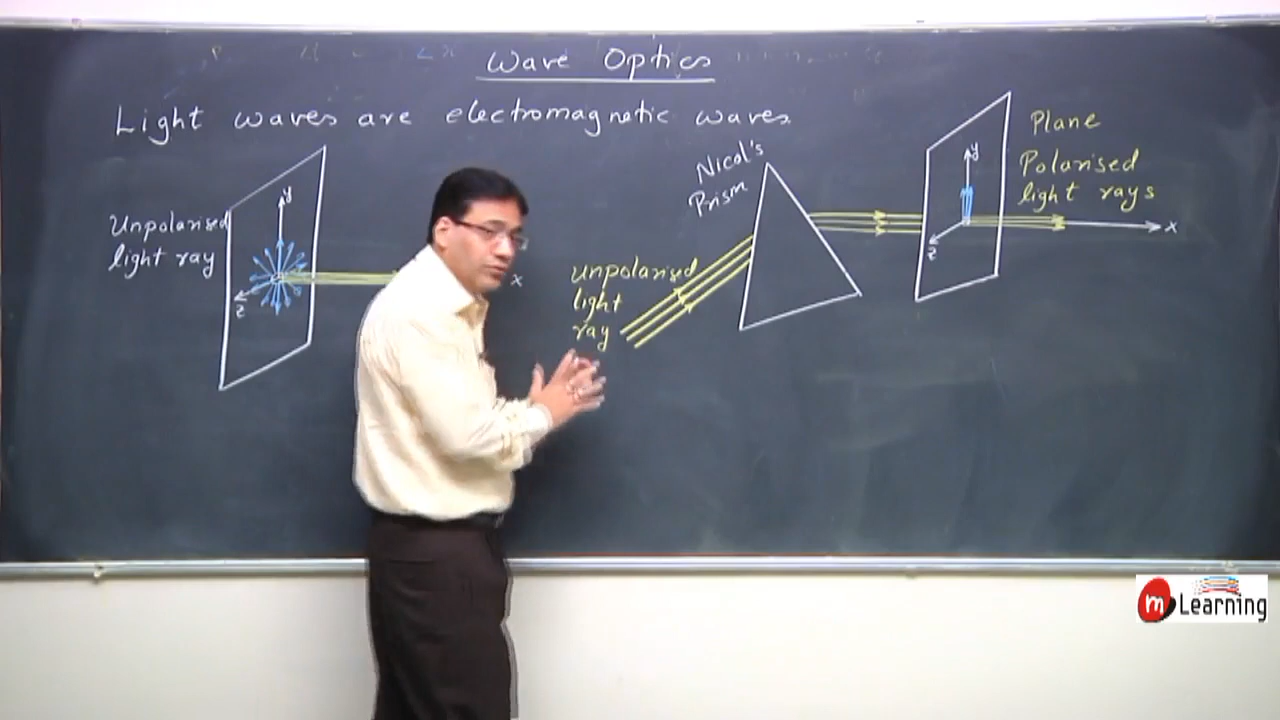 Wave Optics
Light waves are electromagnetic waves.
Unpolarised
light ray
y
z
x
Unpolarised
light
ray
Nicol's
Prism
Plane
Polarised
light rays
y
z
x
m Learning